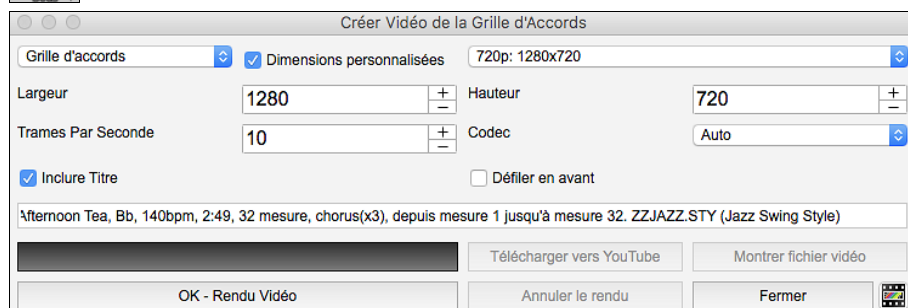 Créer Vidéo de la Grille d'Accords
Grille d'accords Dimensions personnalisées 720p: 1280x720
Largeur 1280 + − Hauteur 720 + −
Trames Par Seconde 10 + − Codec Auto
Inclure Titre Défiler en avant
Afternoon Tea, Bb, 140bpm, 2:49, 32 mesure, chorus(x3), depuis mesure 1 jusqu'à mesure 32. ZZJAZZ.STY (Jazz Swing Style)
Télécharger vers YouTube Montrer fichier vidéo
OK - Rendu Vidéo Annuler le rendu Fermer